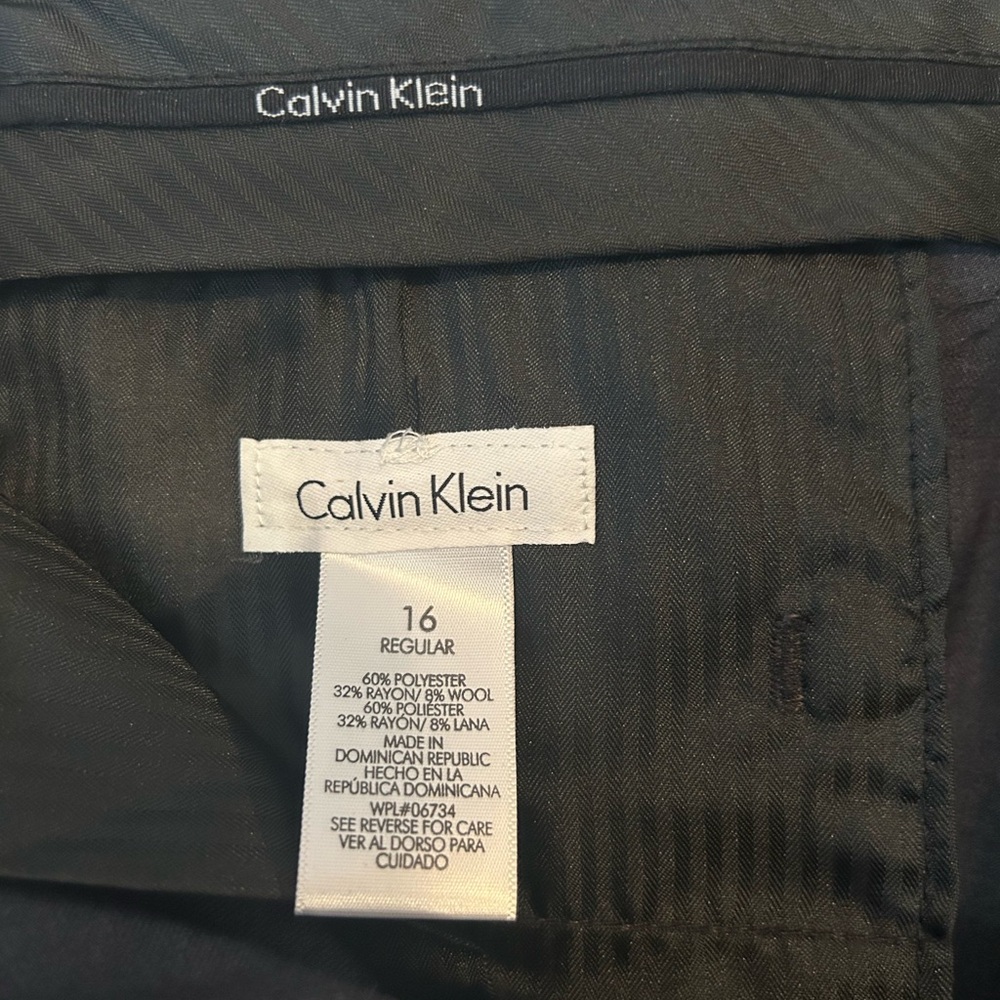 Calvin Klein
Calvin Klein
16
REGULAR
60% POLYESTER
32% RAYON/ 8% WOOL
60% POLIÉSTER
32% RAYON/ 8% LANA
MADE IN
DOMINICAN REPUBLIC
HECHO EN LA
REPÚBLICA DOMINICANA
WPL#06734
SEE REVERSE FOR CARE
VER AL DORSO PARA
CUIDADO